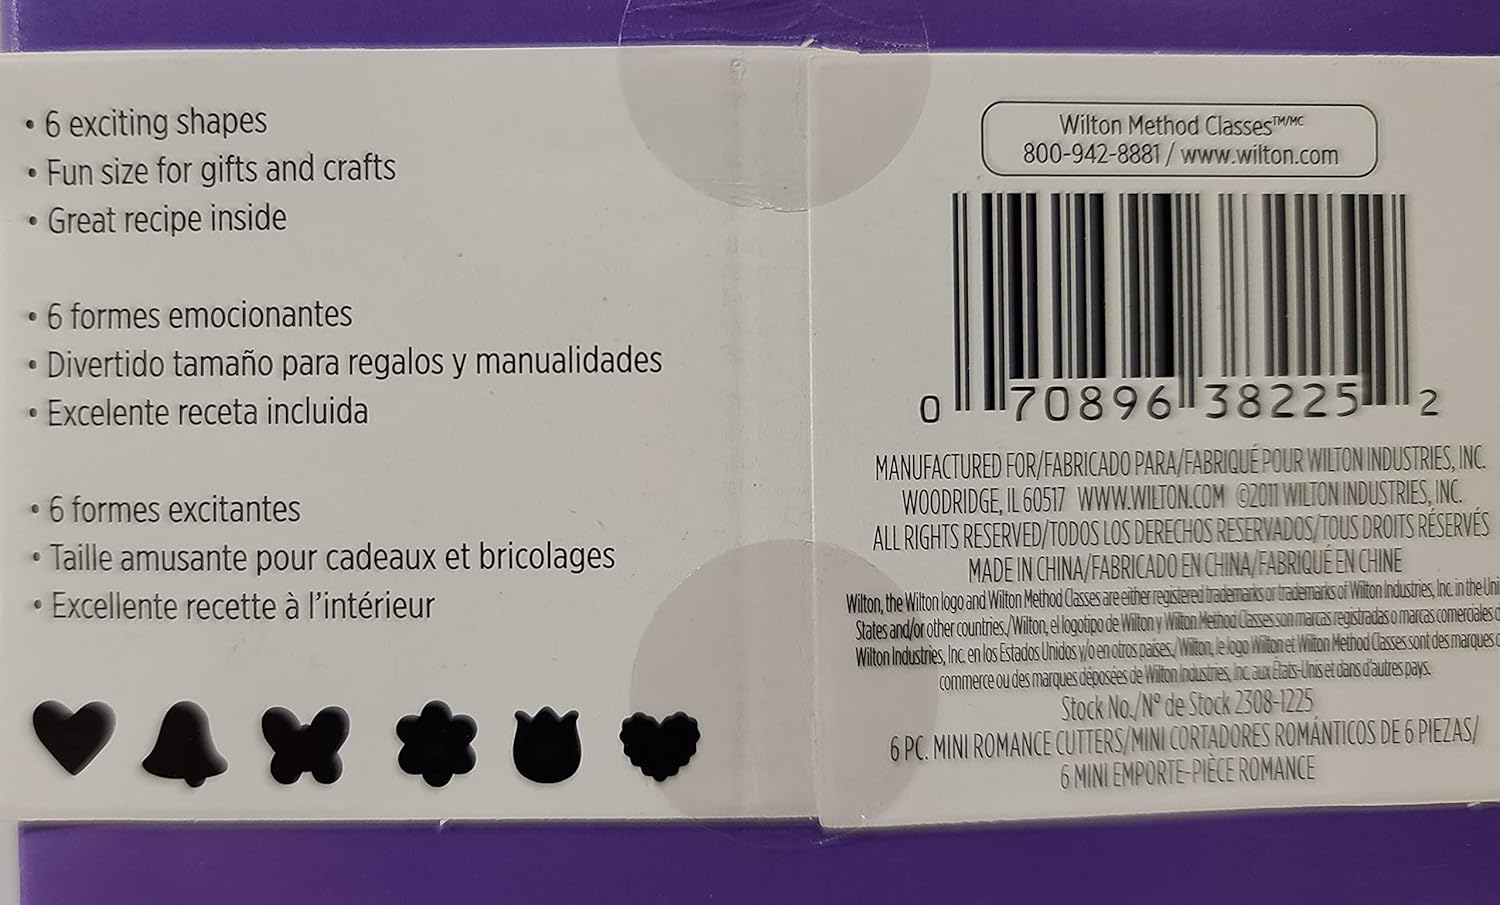 • 6 exciting shapes
• Fun size for gifts and crafts
• Great recipe inside
• 6 formes emocionantes
• Divertido tamaño para regalos y manualidades
• Excelente receta incluida
• 6 formes excitantes
• Taille amusante pour cadeaux et bricolages
• Excellente recette à l'intérieur
Wilton Method Classes™/MC
800-942-8881 / www.wilton.com
0 70896 38225 2
MANUFACTURED FOR/FABRICADO PARA/FABRIQUÉ POUR WILTON INDUSTRIES, INC.
WOODRIDGE, IL 60517 WWW.WILTON.COM ©2011 WILTON INDUSTRIES, INC.
ALL RIGHTS RESERVED/TODOS LOS DERECHOS RESERVADOS/TOUS DROITS RÉSERVÉS
MADE IN CHINA/FABRICADO EN CHINA/FABRIQUÉ EN CHINE
Wilton, the Wilton logo and Wilton Method Classes are either registered trademarks or trademarks of Wilton Industries, Inc. in the
States and/or other countries./Wilton, el logotipo de Wilton y Wilton Method Classes son marcas registradas o marcas comerciales
Wilton Industries, Inc. en los Estados Unidos y/o en otros países./Wilton, le logo Wilton et Wilton Method Classes sont des marques
commerce ou des marques déposées de Wilton Industries, Inc. aux États-Unis et dans d'autres pays.
Stock No./N° de Stock 2308-1225
6 PC. MINI ROMANCE CUTTERS/MINI CORTADORES ROMÁNTICOS DE 6 PIEZAS/
6 MINI EMPORTE-PIÈCE ROMANCE